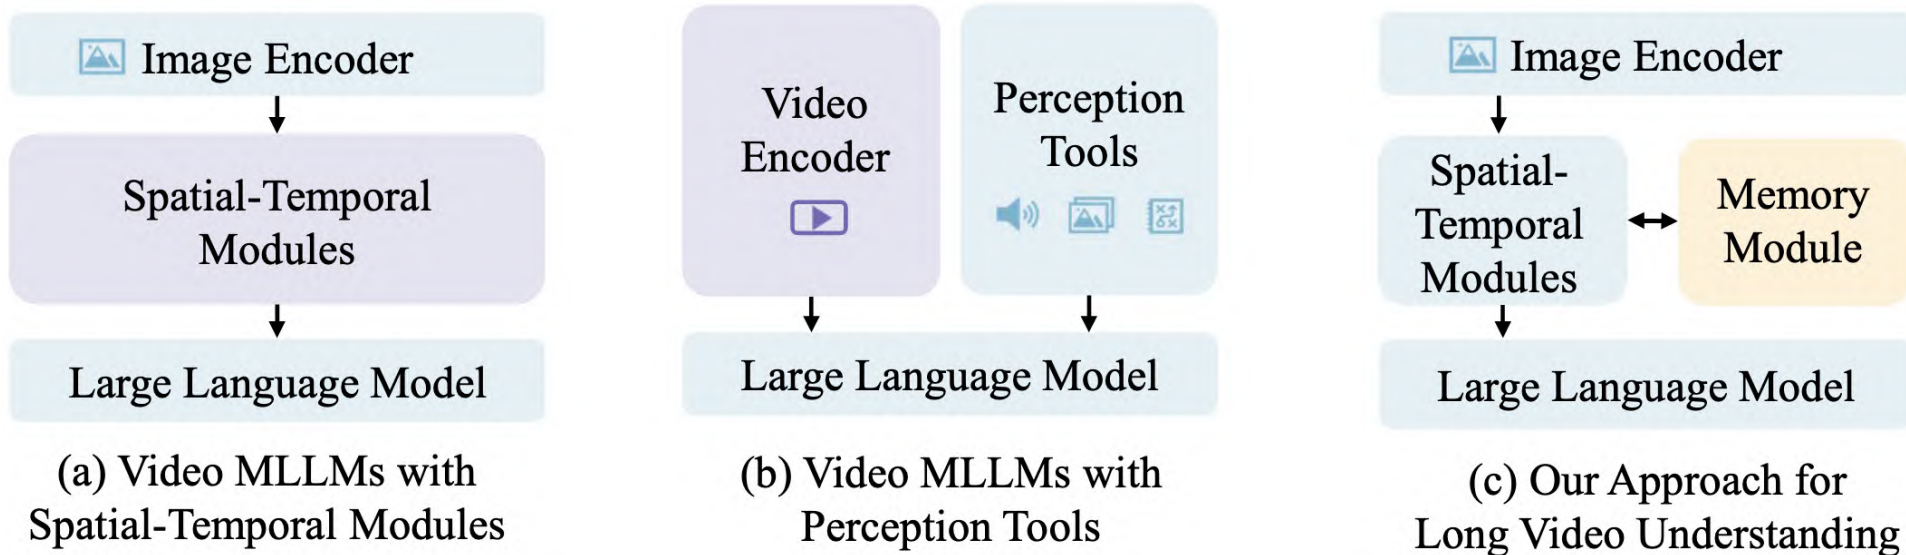 Image Encoder
Spatial-Temporal
Modules
Large Language Model
(a) Video MLLMs with
Spatial-Temporal Modules
Video
Encoder
Perception
Tools
Large Language Model
(b) Video MLLMs with
Perception Tools
Image Encoder
Spatial-
Temporal
Modules
Memory
Module
Large Language Model
(c) Our Approach for
Long Video Understanding